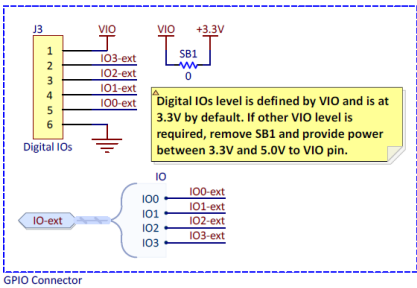 J3
VIO
VIO
+3.3V
1
2
IO3-ext
3
IO2-ext
4
IO1-ext
5
IO0-ext
6
Digital IOs
SB1
0
Digital IOs level is defined by VIO and is at
3.3V by default. If other VIO level is
required, remove SB1 and provide power
between 3.3V and 5.0V to VIO pin.
IO
IO-ext
IO0
IO0-ext
IO1
IO1-ext
IO2
IO2-ext
IO3
IO3-ext
GPIO Connector